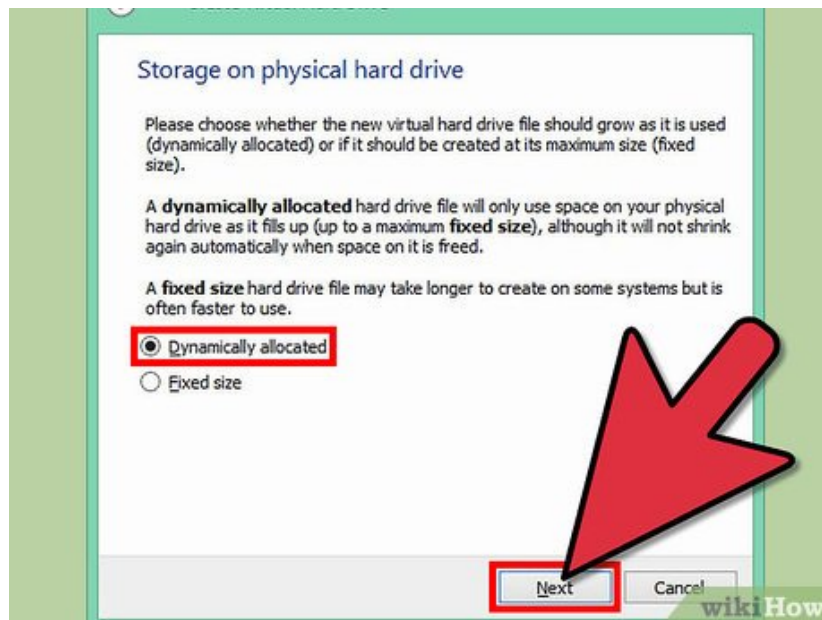 Storage on physical hard drive
Please choose whether the new virtual hard drive file should grow as it is used
(dynamically allocated) or if it should be created at its maximum size (fixed
size).
A dynamically allocated hard drive file will only use space on your physical
hard drive as it fills up (up to a maximum fixed size), although it will not shrink
again automatically when space on it is freed.
A fixed size hard drive file may take longer to create on some systems but is
often faster to use.
Dynamically allocated
Fixed size
Next Cancel
wikiHow